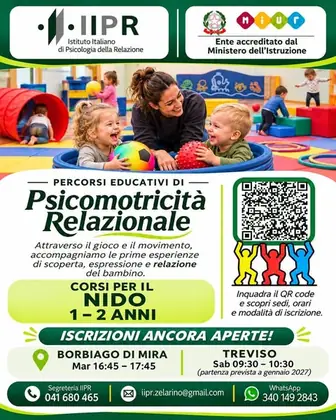 IIPR
Istituto Italiano
di Psicologia della Relazione
MIUR
Ente accreditato dal
Ministero dell'Istruzione
PERCORSI EDUCATIVI DI
Psicomotricità
Relazionale
Attraverso il gioco e il movimento,
accompagniamo le prime esperienze
di scoperta, espressione e relazione
del bambino.
CORSI PER IL
NIDO
1 – 2 ANNI
Inquadra il QR code
e scopri sedi, orari
e modalità di iscrizione.
ISCRIZIONI ANCORA APERTE!
BORBIAGO DI MIRA
Mar 16:45 – 17:45
TREVISO
Sab 09:30 – 10:30
(partenza prevista a gennaio 2027)
Segreteria IIPR
041 680 465
iipr.zelarino@gmail.com
WhatsApp
340 149 2843